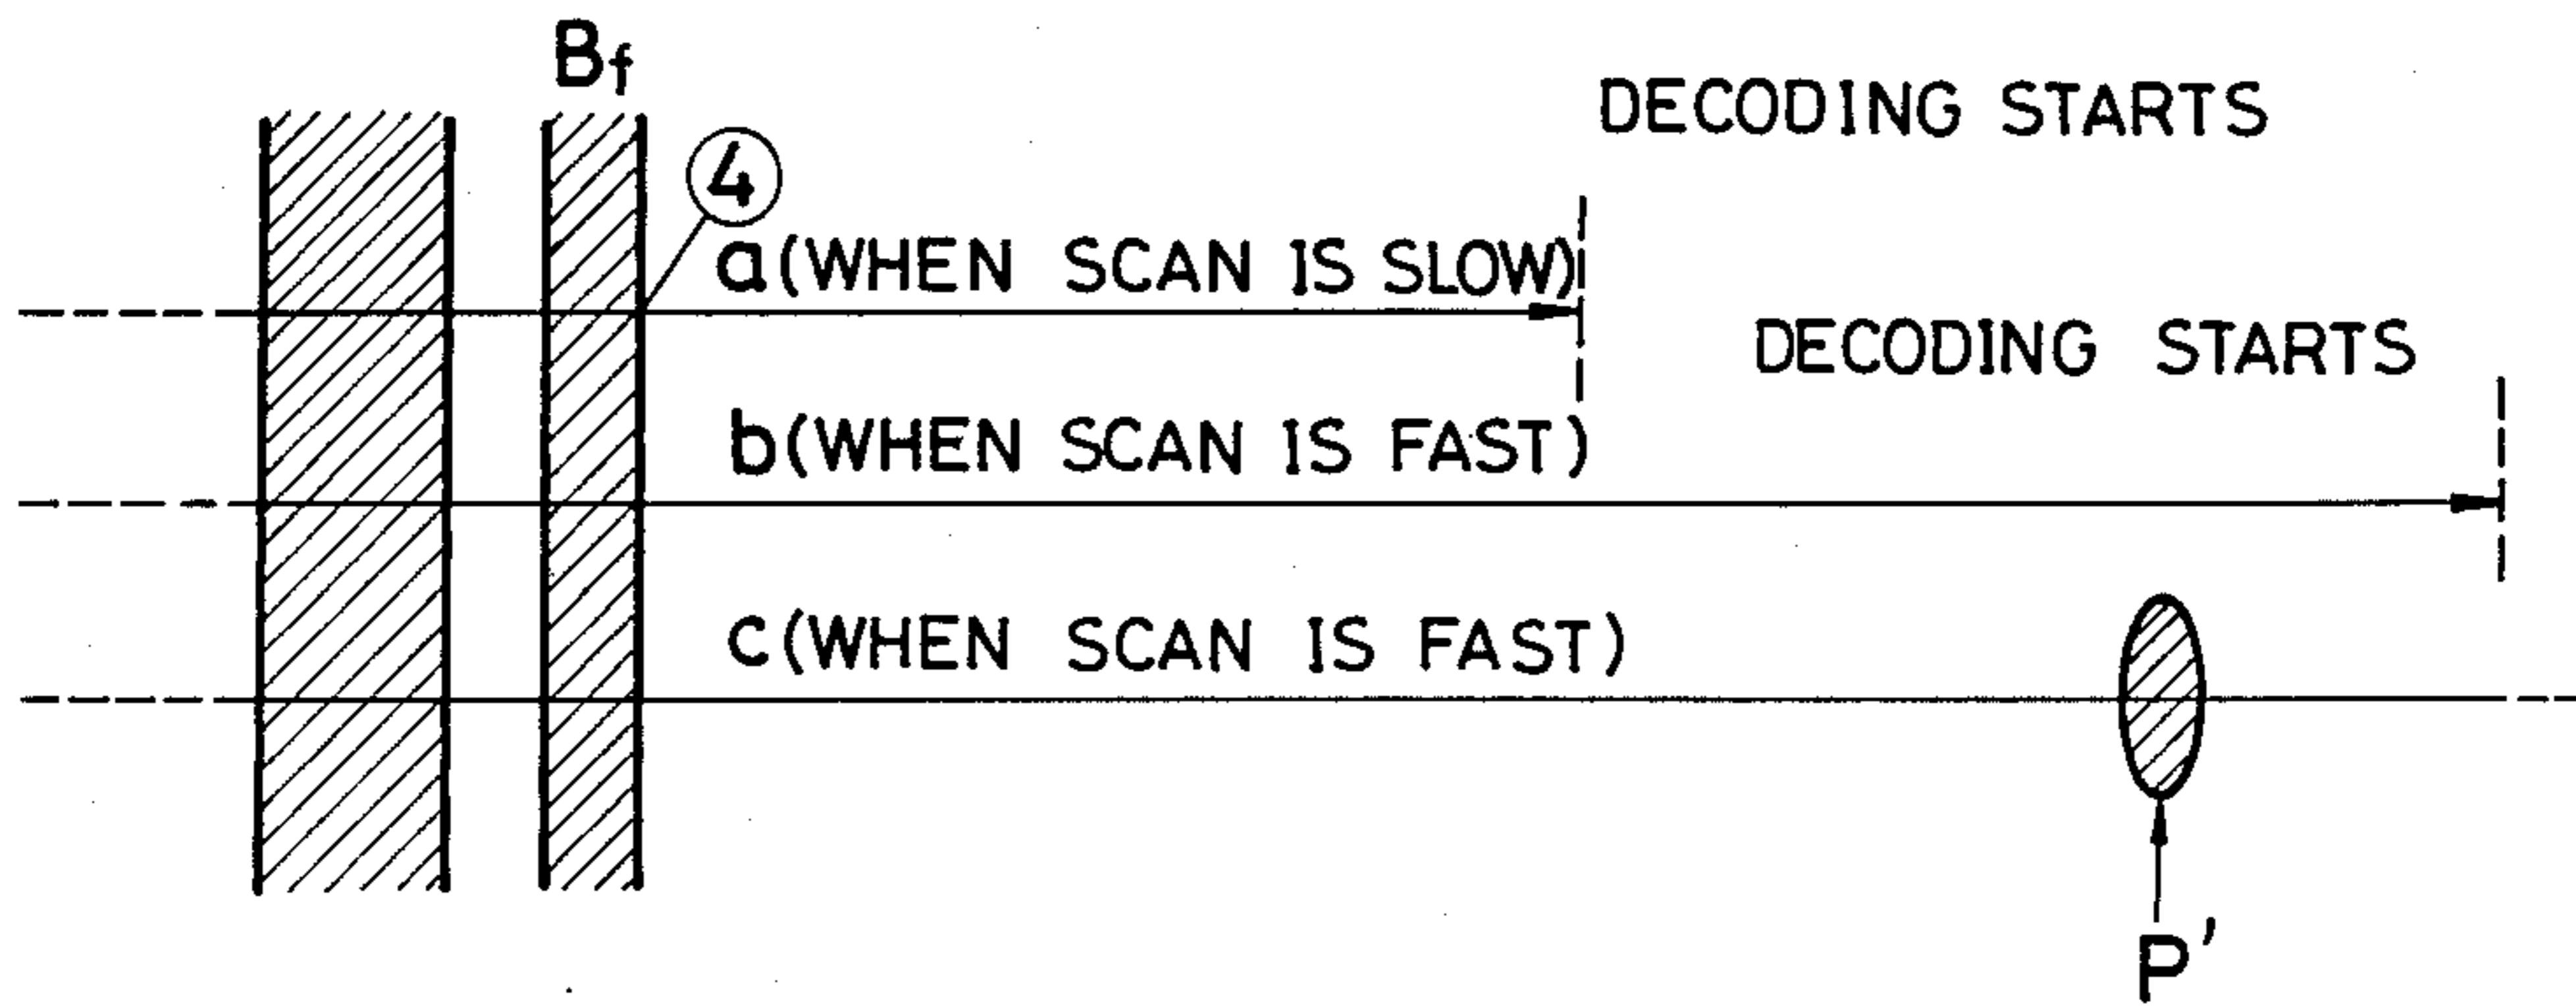 Bf
DECODING STARTS
④
a(WHEN SCAN IS SLOW)
DECODING STARTS
b(WHEN SCAN IS FAST)
c(WHEN SCAN IS FAST)
P'